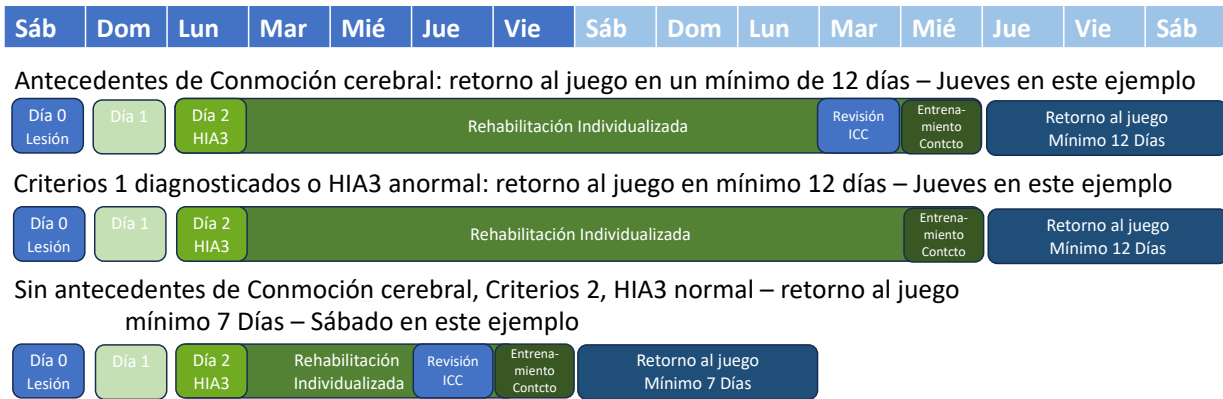 Sáb Dom Lun Mar Mié Jue Vie Sáb Dom Lun Mar Mié Jue Vie Sáb
Antecedentes de Conmoción cerebral: retorno al juego en un mínimo de 12 días – Jueves en este ejemplo
Día 0
Lesión
Día 1
Día 2
HIA3
Rehabilitación Individualizada
Revisión
ICC
Entrena-
miento
Contcto
Retorno al juego
Mínimo 12 Días
Criterios 1 diagnosticados o HIA3 anormal: retorno al juego en mínimo 12 días – Jueves en este ejemplo
Día 0
Lesión
Día 1
Día 2
HIA3
Rehabilitación Individualizada
Entrena-
miento
Contcto
Retorno al juego
Mínimo 12 Días
Sin antecedentes de Conmoción cerebral, Criterios 2, HIA3 normal – retorno al juego
mínimo 7 Días – Sábado en este ejemplo
Día 0
Lesión
Día 1
Día 2
HIA3
Rehabilitación
Individualizada
Revisión
ICC
Entrena-
miento
Contcto
Retorno al juego
Mínimo 7 Días